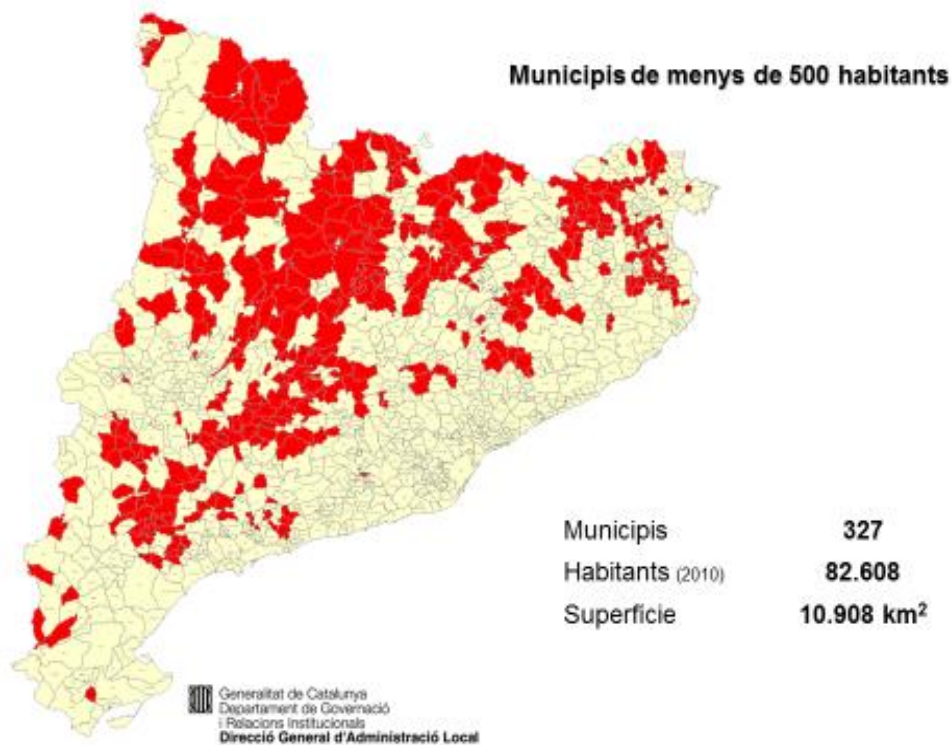 Municipis de menys de 500 habitants
Municipis 327
Habitants (2010) 82.608
Superfície 10.908 km²
Generalitat de Catalunya
Departament de Governació
i Relacions Institucionals
Direcció General d'Administració Local